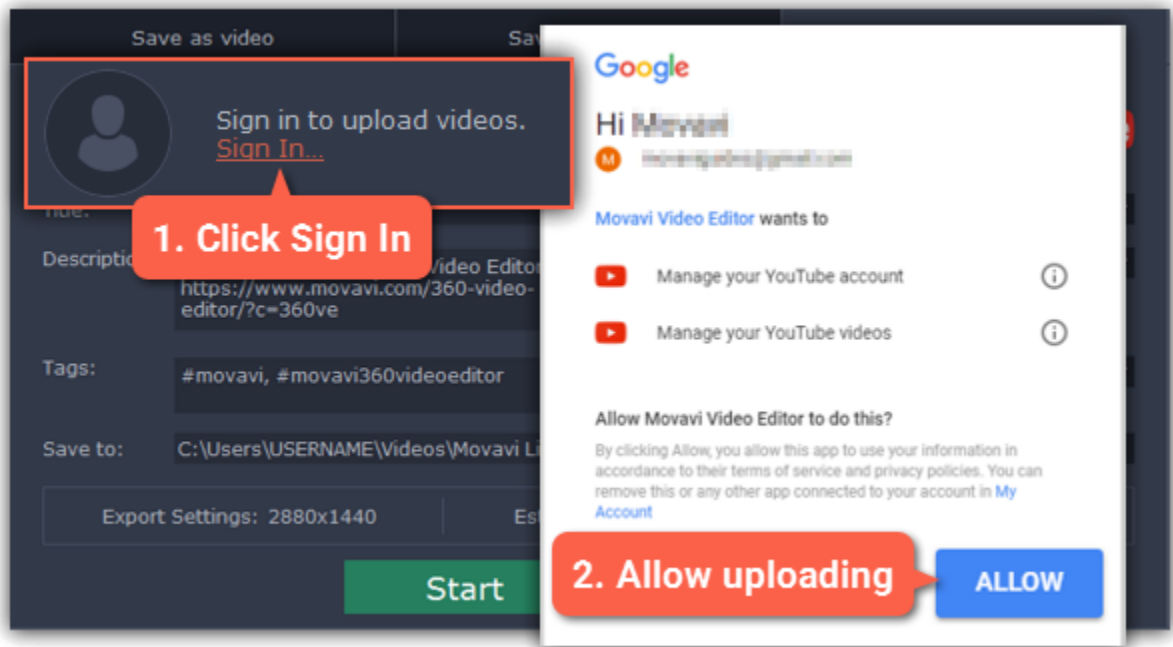 Save as video
Sav
Sign in to upload videos.
Sign In...
1. Click Sign In
Title:
Descriptio
Video Editor
https://www.movavi.com/360-video-
editor/?c=360ve
Tags:
#movavi, #movavi360videoeditor
Save to:
C:\Users\USERNAME\Videos\Movavi Li
Export Settings: 2880x1440
Est
Start
Google
Hi
M
Movavi Video Editor wants to
Manage your YouTube account
Manage your YouTube videos
Allow Movavi Video Editor to do this?
By clicking Allow, you allow this app to use your information in
accordance to their terms of service and privacy policies. You can
remove this or any other app connected to your account in My
Account
2. Allow uploading
ALLOW